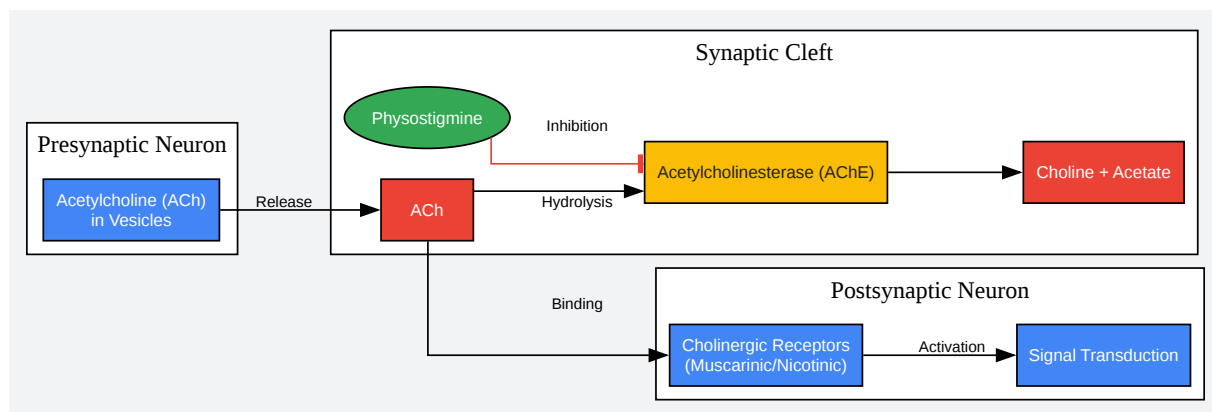 Synaptic Cleft
Physostigmine
Inhibition
Presynaptic Neuron
Acetylcholinesterase (AChE)
Choline + Acetate
Acetylcholine (ACh)
in Vesicles
Release
ACh
Hydrolysis
Postsynaptic Neuron
Binding
Cholinergic Receptors
(Muscarinic/Nicotinic)
Activation
Signal Transduction